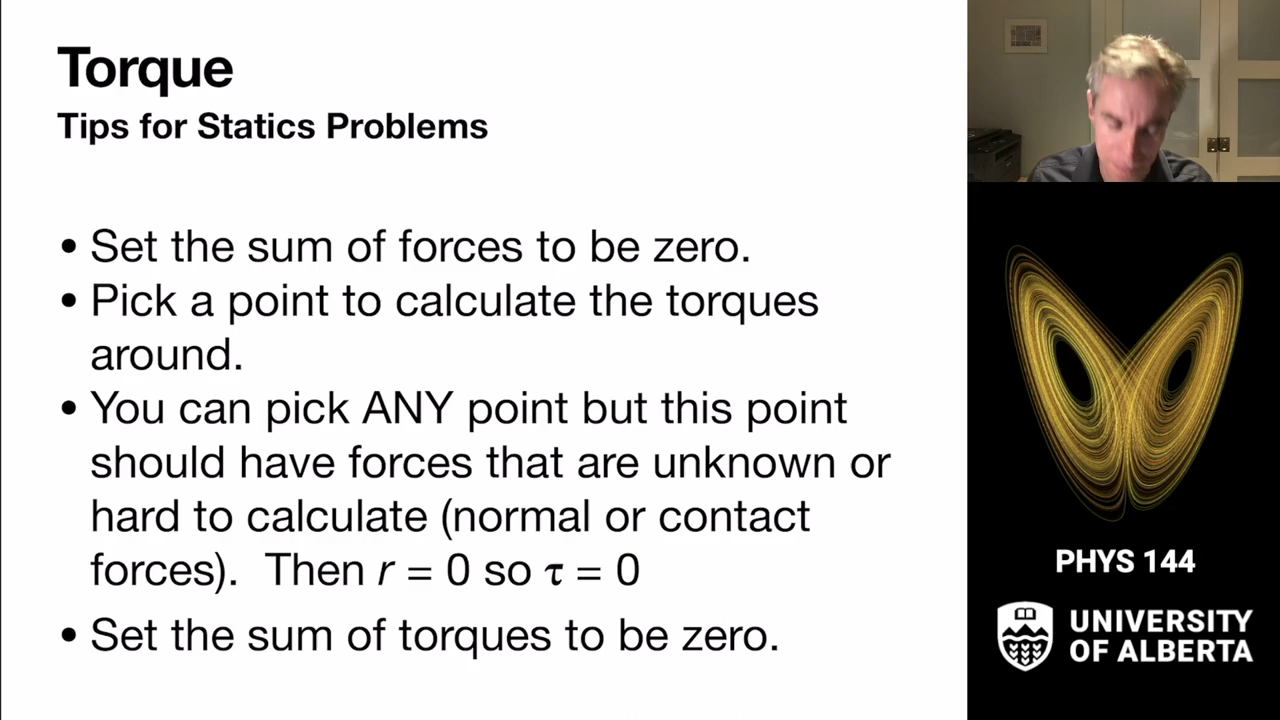 Torque
Tips for Statics Problems
• Set the sum of forces to be zero.
• Pick a point to calculate the torques
around.
• You can pick ANY point but this point
should have forces that are unknown or
hard to calculate (normal or contact
forces).  Then r = 0 so τ = 0
• Set the sum of torques to be zero.
PHYS 144
UNIVERSITY
OF ALBERTA